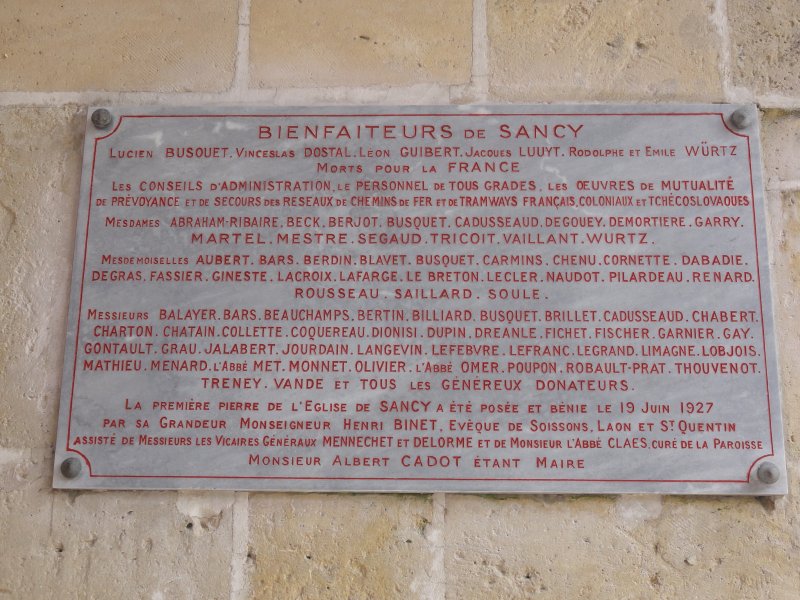 BIENFAITEURS DE SANCY
LUCIEN BUSQUET. VINCESLAS DOSTAL. LÉON GUIBERT. JACQUES LUUYT. RODOLPHE ET EMILE WÜRTZ
MORTS POUR LA FRANCE
LES CONSEILS D'ADMINISTRATION, LE PERSONNEL DE TOUS GRADES, LES ŒUVRES DE MUTUALITÉ
DE PRÉVOYANCE ET DE SECOURS DES RESEAUX DE CHEMINS DE FER ET DE TRAMWAYS FRANÇAIS, COLONIAUX ET TCHÉCOSLOVAQUES
MESDAMES ABRAHAM-RIBAIRE, BECK, BERJOT, BUSQUET, CADUSSEAUD, DEGOUEY, DEMORTIERE, GARRY,
MARTEL, MESTRE, SEGAUD, TRICOIT, VAILLANT, WURTZ.
MESDEMOISELLES AUBERT, BARS, BERDIN, BLAVET, BUSQUET, CARMINS, CHENU, CORNETTE, DABADIE,
DEGRAS, FASSIER, GINESTE, LACROIX, LAFARGE, LE BRETON, LECLER, NAUDOT, PILARDEAU, RENARD,
ROUSSEAU, SAILLARD, SOULE.
MESSIEURS BALAYER, BARS, BEAUCHAMPS, BERTIN, BILLIARD, BUSQUET, BRILLET, CADUSSEAUD, CHABERT,
CHARTON, CHATAIN, COLLETTE, COQUEREAU, DIONISI, DUPIN, DREANLE, FICHET, FISCHER, GARNIER, GAY,
GONTAULT, GRAU, JALABERT, JOURDAIN, LANGEVIN, LEFEBVRE, LEFRANC, LEGRAND, LIMAGNE, LOBJOIS,
MATHIEU, MENARD, L'ABBÉ MET, MONNET, OLIVIER, L'ABBÉ OMER, POUPON, ROBAULT-PRAT, THOUVENOT,
TRENEY, VANDE ET TOUS LES GÉNÉREUX DONATEURS.
LA PREMIÈRE PIERRE DE L'EGLISE DE SANCY A ÉTÉ POSÉE ET BÉNIE LE 19 JUIN 1927
PAR SA GRANDEUR MONSEIGNEUR HENRI BINET, EVÈQUE DE SOISSONS, LAON ET ST QUENTIN
ASSISTÉ DE MESSIEURS LES VICAIRES GÉNÉRAUX MENNECHET ET DELORME ET DE MONSIEUR L'ABBÉ CLAES, CURÉ DE LA PAROISSE
MONSIEUR ALBERT CADOT ÉTANT MAIRE